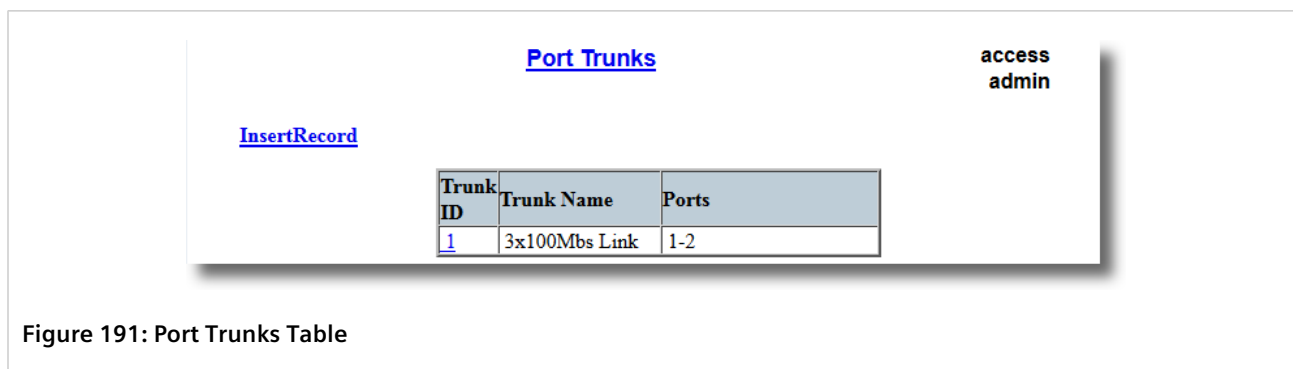 Port Trunks
access
admin
InsertRecord
Trunk ID Trunk Name Ports
1 3x100Mbs Link 1-2
Figure 191: Port Trunks Table